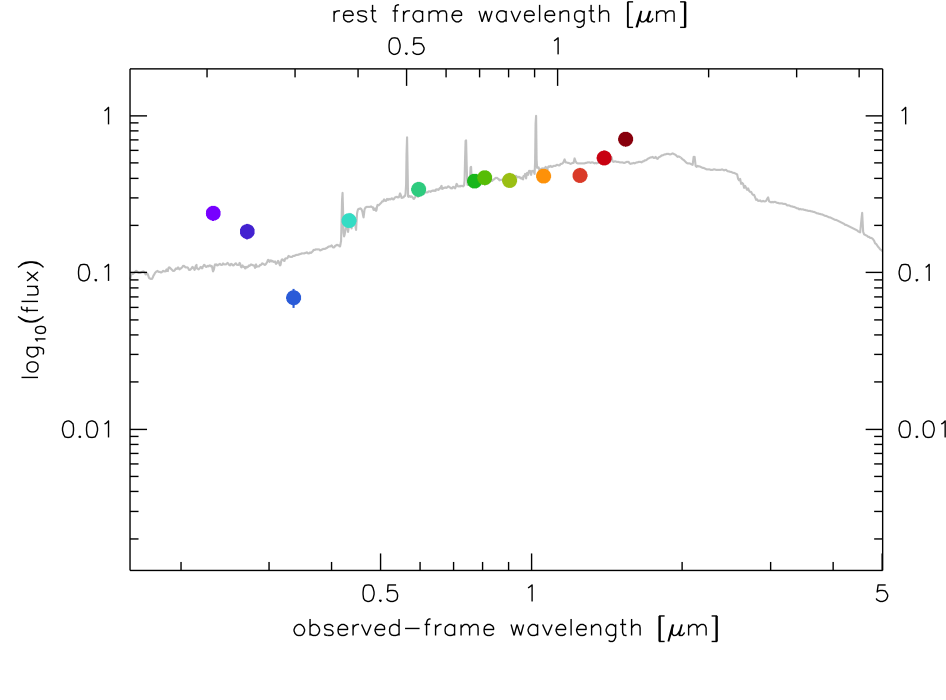 rest frame wavelength [μm]
0.5 1
1 1
0.1 0.1
0.01 0.01
log10(flux)
0.5 1 5
observed-frame wavelength [μm]